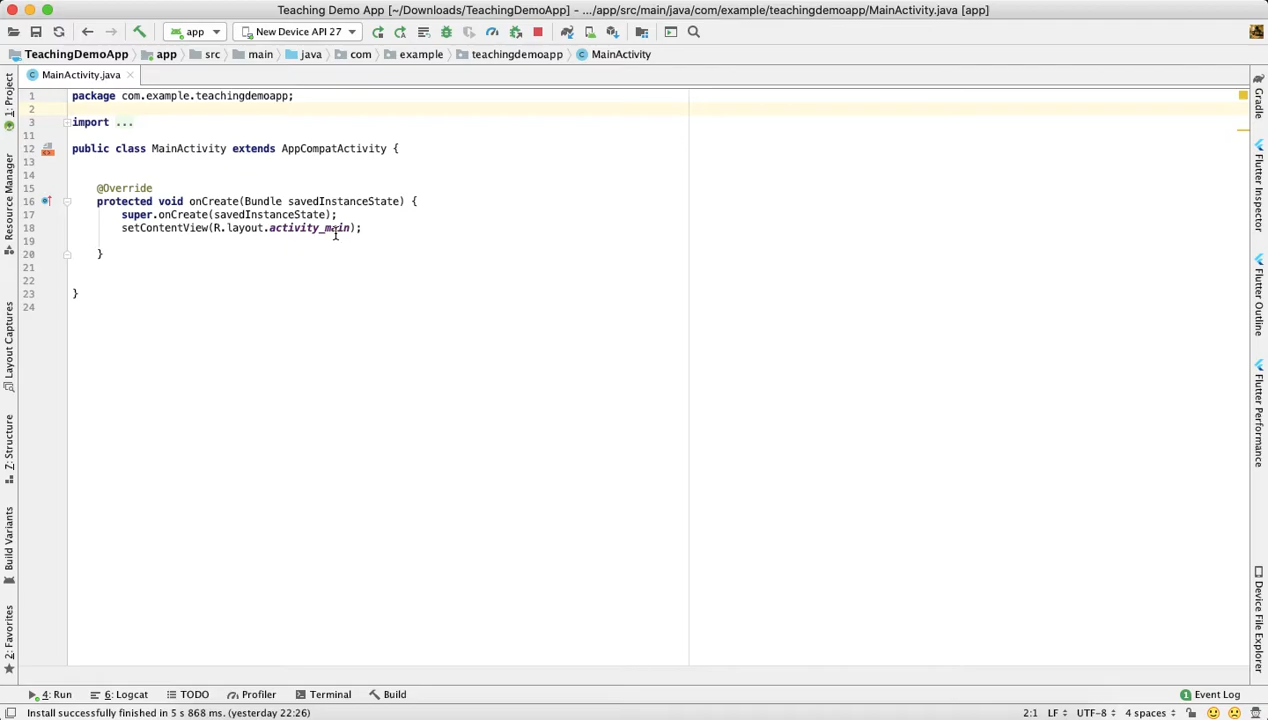 Teaching Demo App [~/Downloads/TeachingDemoApp] - .../app/src/main/java/com/example/teachingdemoapp/MainActivity.java [app]
app New Device API 27
TeachingDemoApp app src main java com example teachingdemoapp MainActivity
MainActivity.java
1 package com.example.teachingdemoapp;
2
3 import ...
11
12 public class MainActivity extends AppCompatActivity {
13
14
15 @Override
16 protected void onCreate(Bundle savedInstanceState) {
17 super.onCreate(savedInstanceState);
18 setContentView(R.layout.activity_main);
19
20 }
21
22
23 }
24
1: Project
Resource Manager
Layout Captures
Z: Structure
Build Variants
2: Favorites
Gradle
Flutter Inspector
Flutter Outline
Flutter Performance
Device File Explorer
4: Run 6: Logcat TODO Profiler Terminal Build 1 Event Log
Install successfully finished in 5 s 868 ms. (yesterday 22:26) 2:1 LF UTF-8 4 spaces